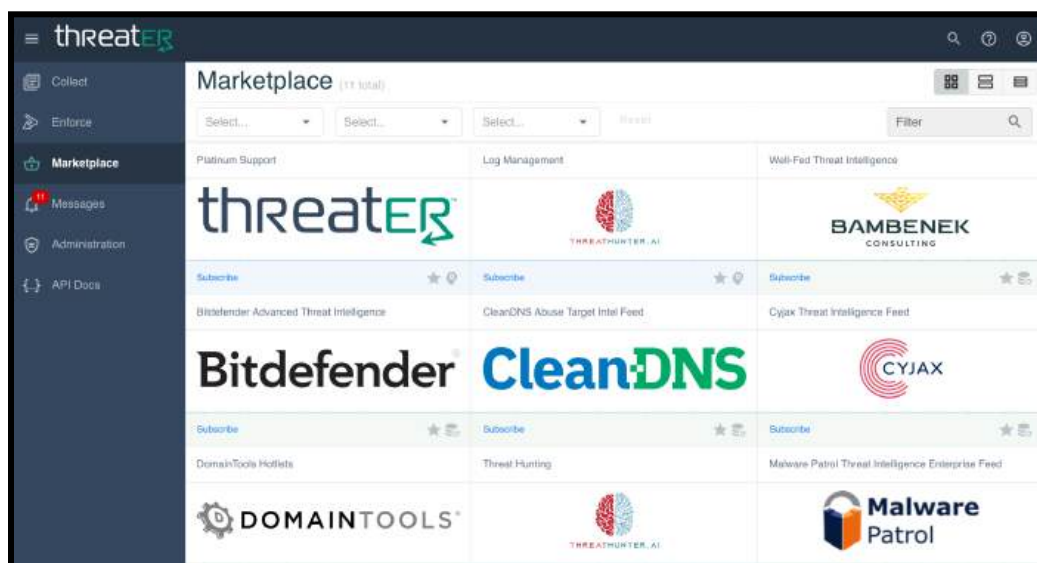 threatER
Collect
Enforce
Marketplace
11
Messages
Administration
{..} API Docs
Marketplace (11 total)
Select...
Select...
Select...
Reset
Filter
Platinum Support
Log Management
Well-Fed Threat Intelligence
threatER
THREATHUNTER.AI
BAMBENEK
CONSULTING
Subscribe
Subscribe
Subscribe
Bitdefender Advanced Threat Intelligence
CleanDNS Abuse Target Intel Feed
Cyjax Threat Intelligence Feed
Bitdefender
CleanDNS
CYJAX
Subscribe
Subscribe
Subscribe
DomainTools Hotlists
Threat Hunting
Malware Patrol Threat Intelligence Enterprise Feed
DOMAINTOOLS
THREATHUNTER.AI
Malware
Patrol